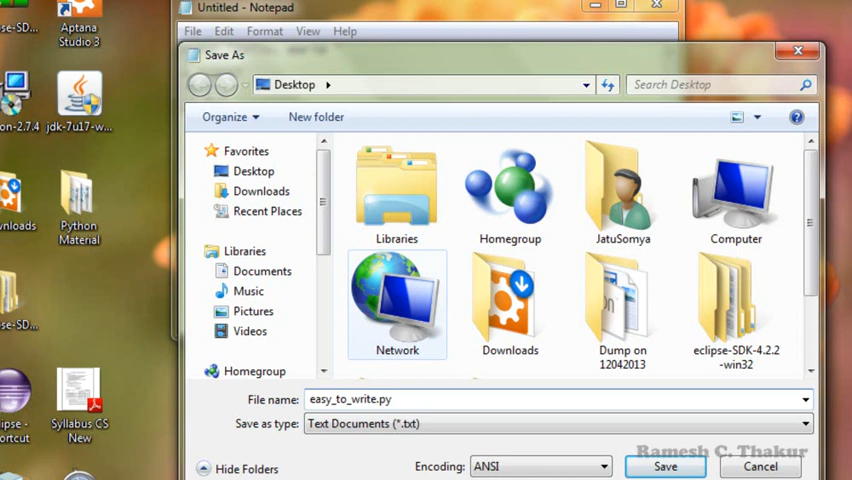 Untitled - Notepad
File Edit Format View Help
Aptana
Studio 3
jdk-7u17-w...
Python
Material
Syllabus CS
New
Save As
Desktop
Search Desktop
Organize
New folder
Favorites
Desktop
Downloads
Recent Places
Libraries
Documents
Music
Pictures
Videos
Homegroup
Libraries
Homegroup
JatuSomya
Computer
Network
Downloads
Dump on
12042013
eclipse-SDK-4.2.2
-win32
File name: easy_to_write.py
Save as type: Text Documents (*.txt)
Ramesh C. Thakur
Hide Folders
Encoding: ANSI
Save
Cancel